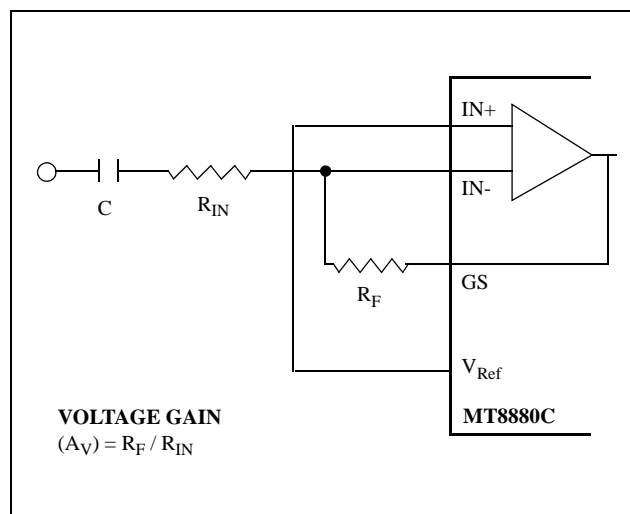 IN+
IN-
C
R_IN
R_F
GS
V_Ref
VOLTAGE GAIN
(A_V) = R_F / R_IN
MT8880C